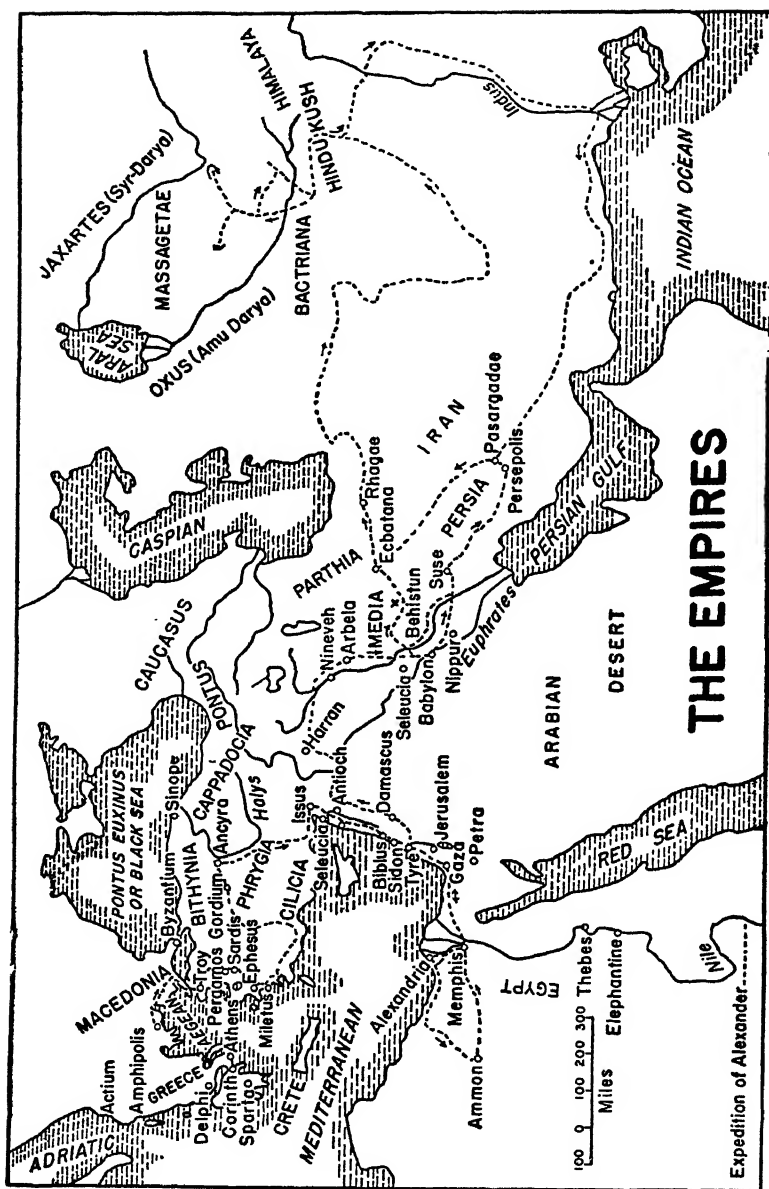 ADRIATIC
Actium
Amphipolis
MACEDONIA
GREECE
Delphi
Corinth
Sparta
Athens
AEGEAN
CRETE
MEDITERRANEAN
PONTUS EUXINUS
OR BLACK SEA
Byzantium
Sinope
BITHYNIA
Troy
Pergamos
Gordium
Sardis
Ephesus
Miletus
Ancyra
PHRYGIA
CILICIA
CAPPADOCIA
Halys
PONTUS
CAUCASUS
CASPIAN
ARAL
SEA
JAXARTES (Syr-Darya)
MASSAGETAE
OXUS (Amu Darya)
BACTRIANA
HINDUKUSH
HIMALAYA
Indus
INDIAN OCEAN
Issus
Antioch
Seleucia
Damascus
Biblus
Sidon
Tyre
Jerusalem
Gaza
Petra
Harran
Nineveh
Arbela
MEDIA
PARTHIA
Ecbatana
Rhagae
Behistun
Seleucia
Babylon
Nippur
Suse
Euphrates
PERSIA
IRAN
Pasargadae
Persepolis
PERSIAN GULF
ARABIAN
DESERT
RED SEA
Alexandria
Memphis
EGYPT
Ammon
Thebes
Elephantine
Nile
100 0 100 200 300
Miles
Expedition of Alexander
THE EMPIRES